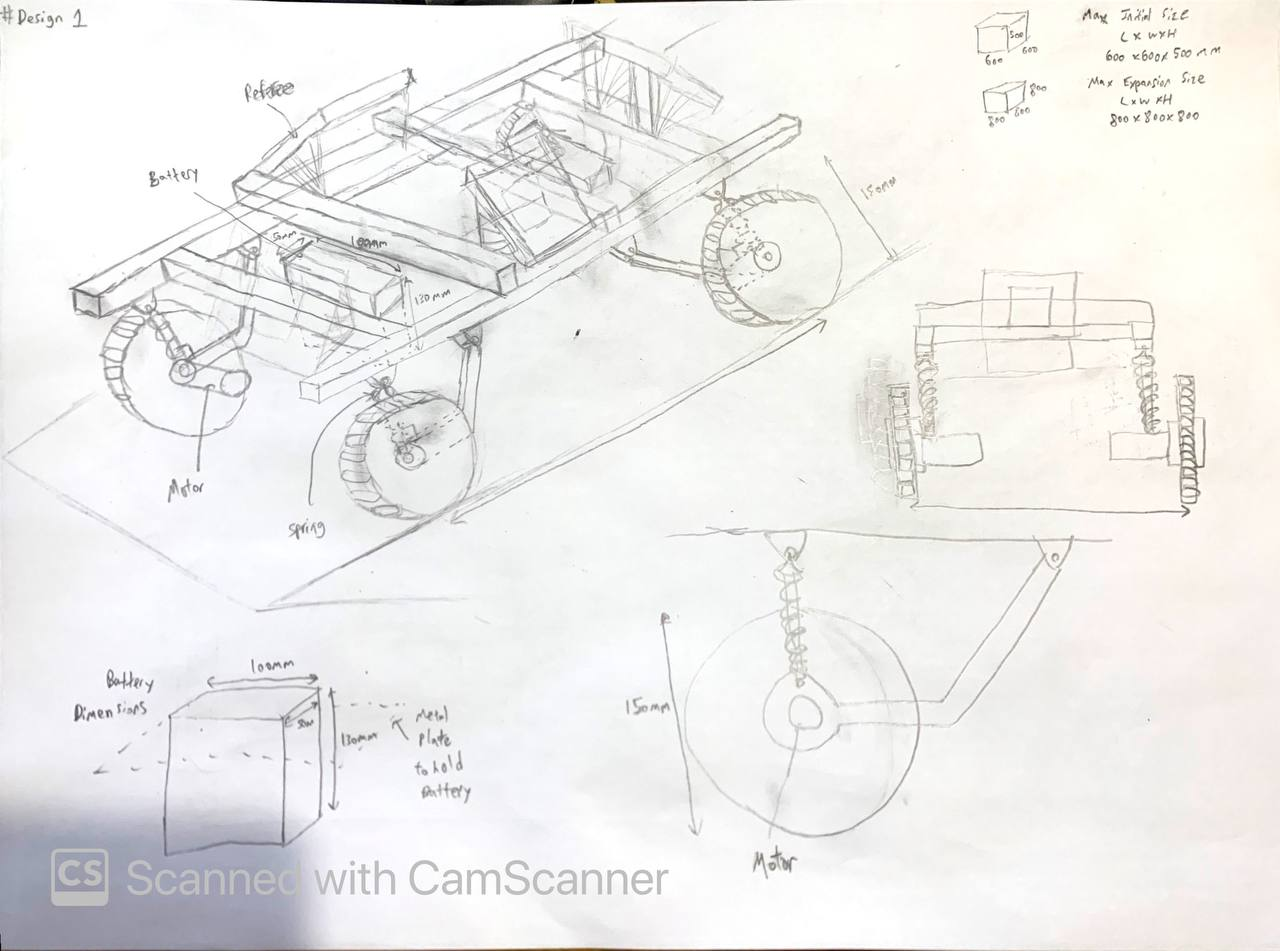 #Design 1
Max Initial Size
L x W x H
600 x 600 x 500 mm
500
600
600
Max Expansion Size
L x W x H
800 x 800 x 800
800
800
800
Battery
50mm
100mm
130mm
150mm
Motor
Spring
Battery
Dimensions
100mm
130mm
Metal
Plate
to hold
Battery
150mm
Motor
CS Scanned with CamScanner